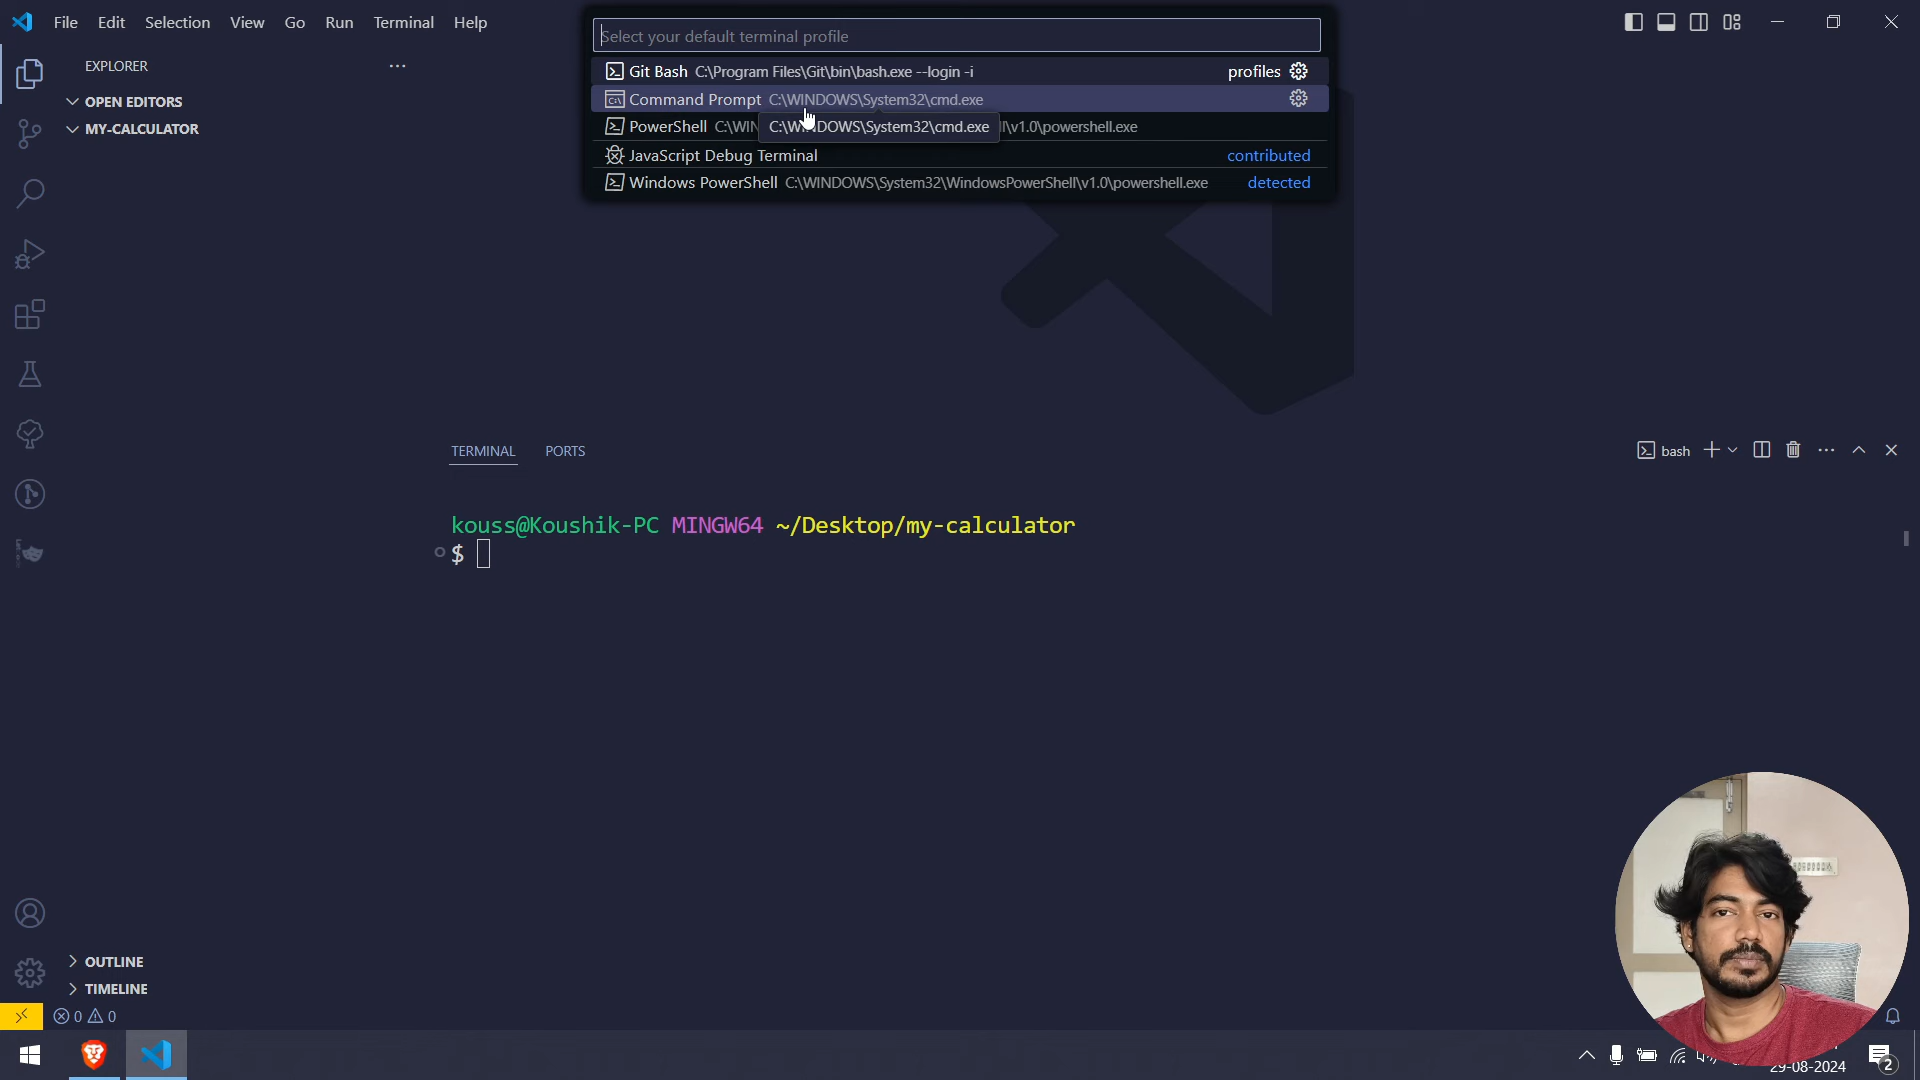 File Edit Selection View Go Run Terminal Help
Select your default terminal profile
Git Bash C:\Program Files\Git\bin\bash.exe --login -i profiles
Command Prompt C:\WINDOWS\System32\cmd.exe
PowerShell C:\WIN \v1.0\powershell.exe
C:\WINDOWS\System32\cmd.exe
JavaScript Debug Terminal contributed
Windows PowerShell C:\WINDOWS\System32\WindowsPowerShell\v1.0\powershell.exe detected
EXPLORER
OPEN EDITORS
MY-CALCULATOR
TERMINAL PORTS
bash
kouss@Koushik-PC MINGW64 ~/Desktop/my-calculator
$
OUTLINE
TIMELINE
0 0
29-08-2024
2